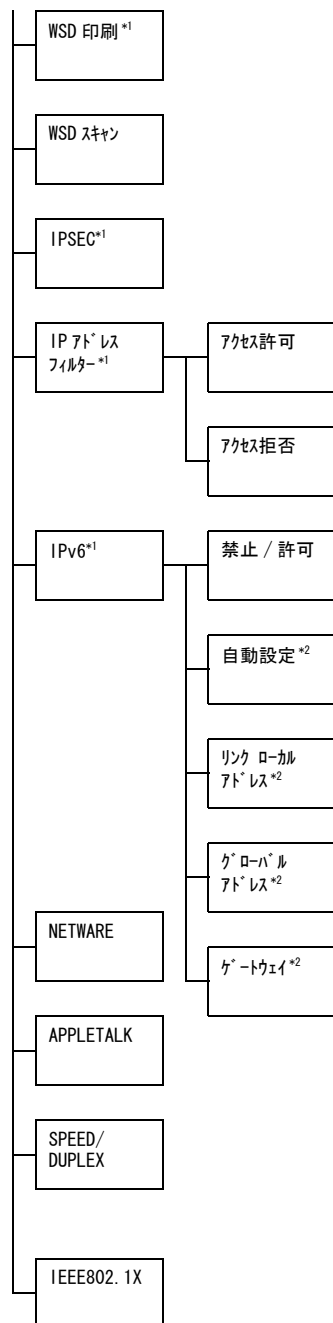 WSD 印刷*1
WSD ｽｷｬﾝ
IPSEC*1
IP ｱﾄﾞﾚｽ
ﾌｨﾙﾀｰ*1
ｱｸｾｽ許可
ｱｸｾｽ拒否
IPv6*1
禁止 / 許可
自動設定*2
ﾘﾝｸ ﾛｰｶﾙ
ｱﾄﾞﾚｽ*2
ｸﾞﾛｰﾊﾞﾙ
ｱﾄﾞﾚｽ*2
ｹﾞｰﾄｳｪｲ*2
NETWARE
APPLETALK
SPEED/
DUPLEX
IEEE802.1X